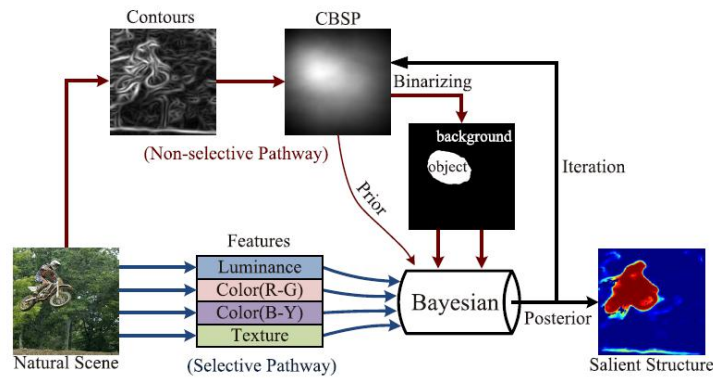 Contours
CBSP
Binarizing
(Non-selective Pathway)
background
object
Prior
Iteration
Features
Luminance
Color(R-G)
Color(B-Y)
Texture
Bayesian
Posterior
Natural Scene
(Selective Pathway)
Salient Structure